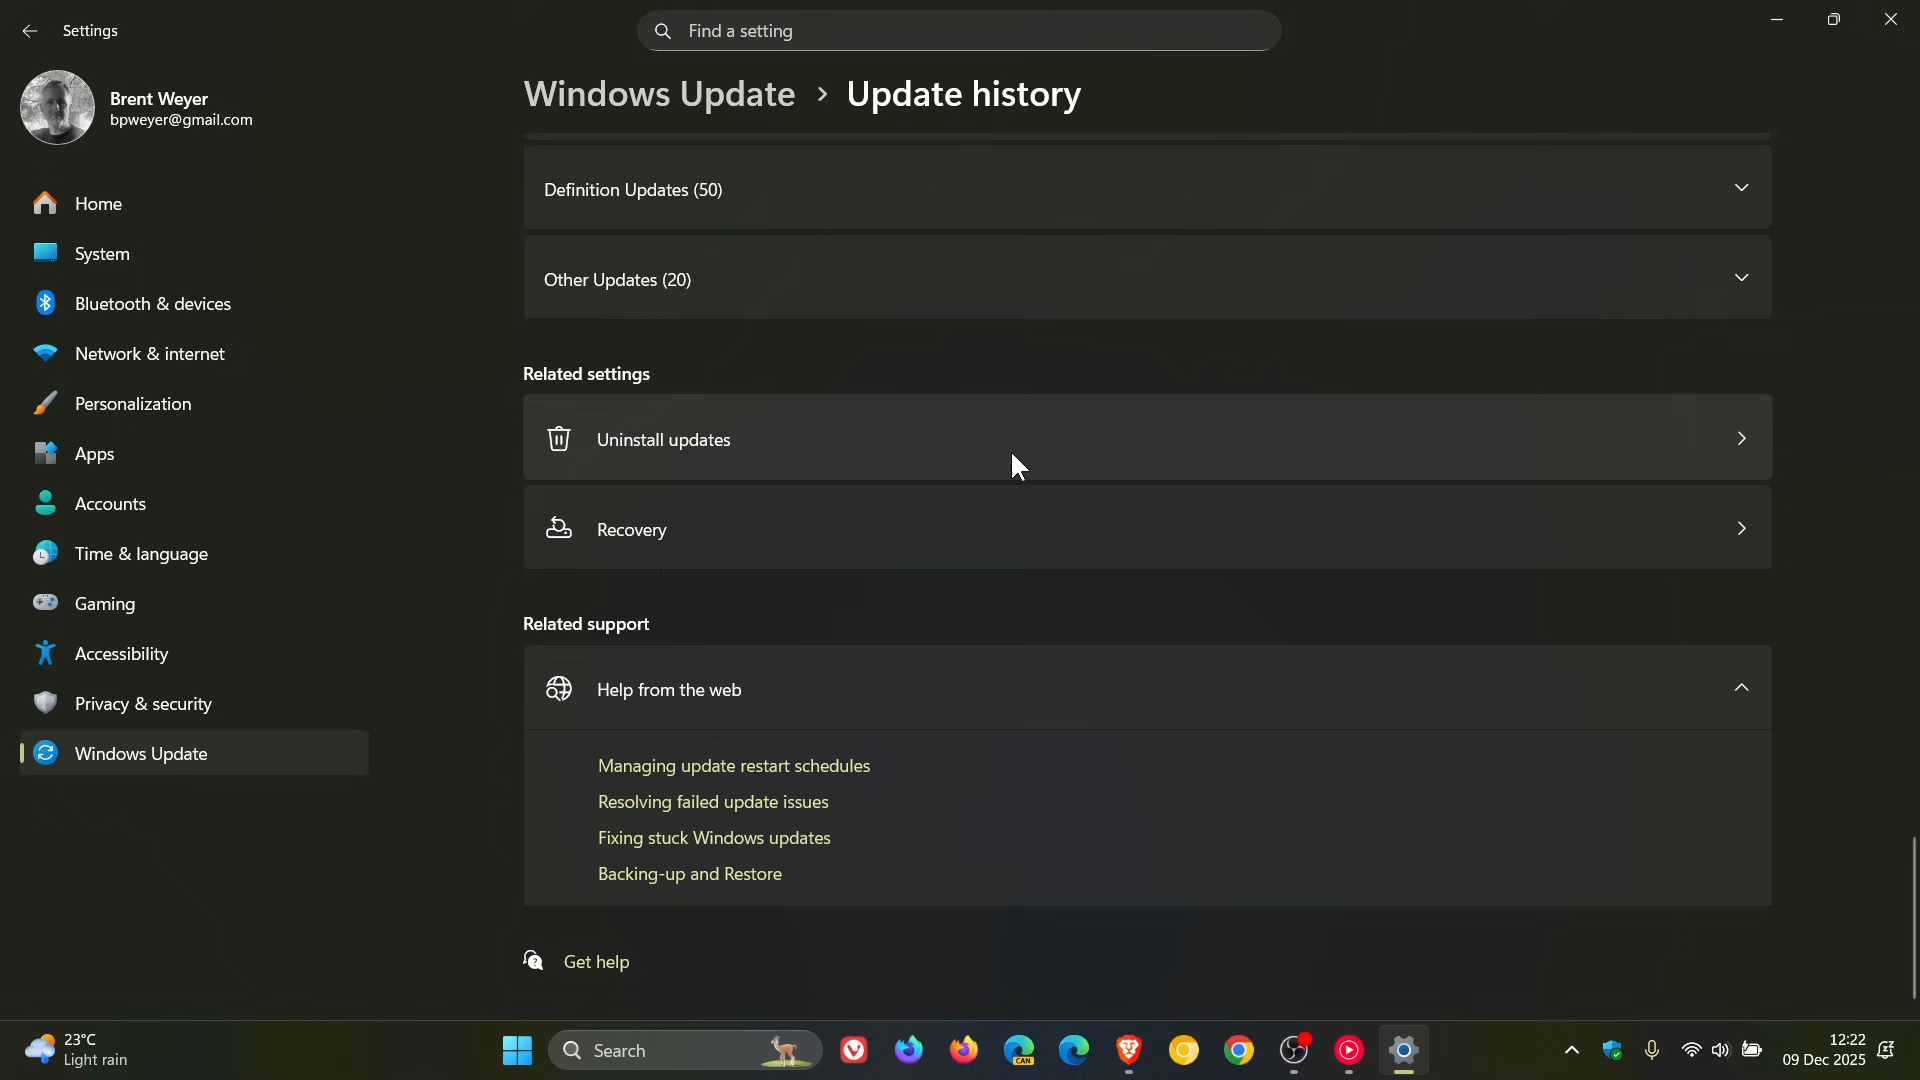 Settings
Find a setting
Brent Weyer
bpweyer@gmail.com
Windows Update > Update history
Home
System
Bluetooth & devices
Network & internet
Personalization
Apps
Accounts
Time & language
Gaming
Accessibility
Privacy & security
Windows Update
Definition Updates (50)
Other Updates (20)
Related settings
Uninstall updates
Recovery
Related support
Help from the web
Managing update restart schedules
Resolving failed update issues
Fixing stuck Windows updates
Backing-up and Restore
Get help
23°C
Light rain
Search
CAN
12:22
09 Dec 2025